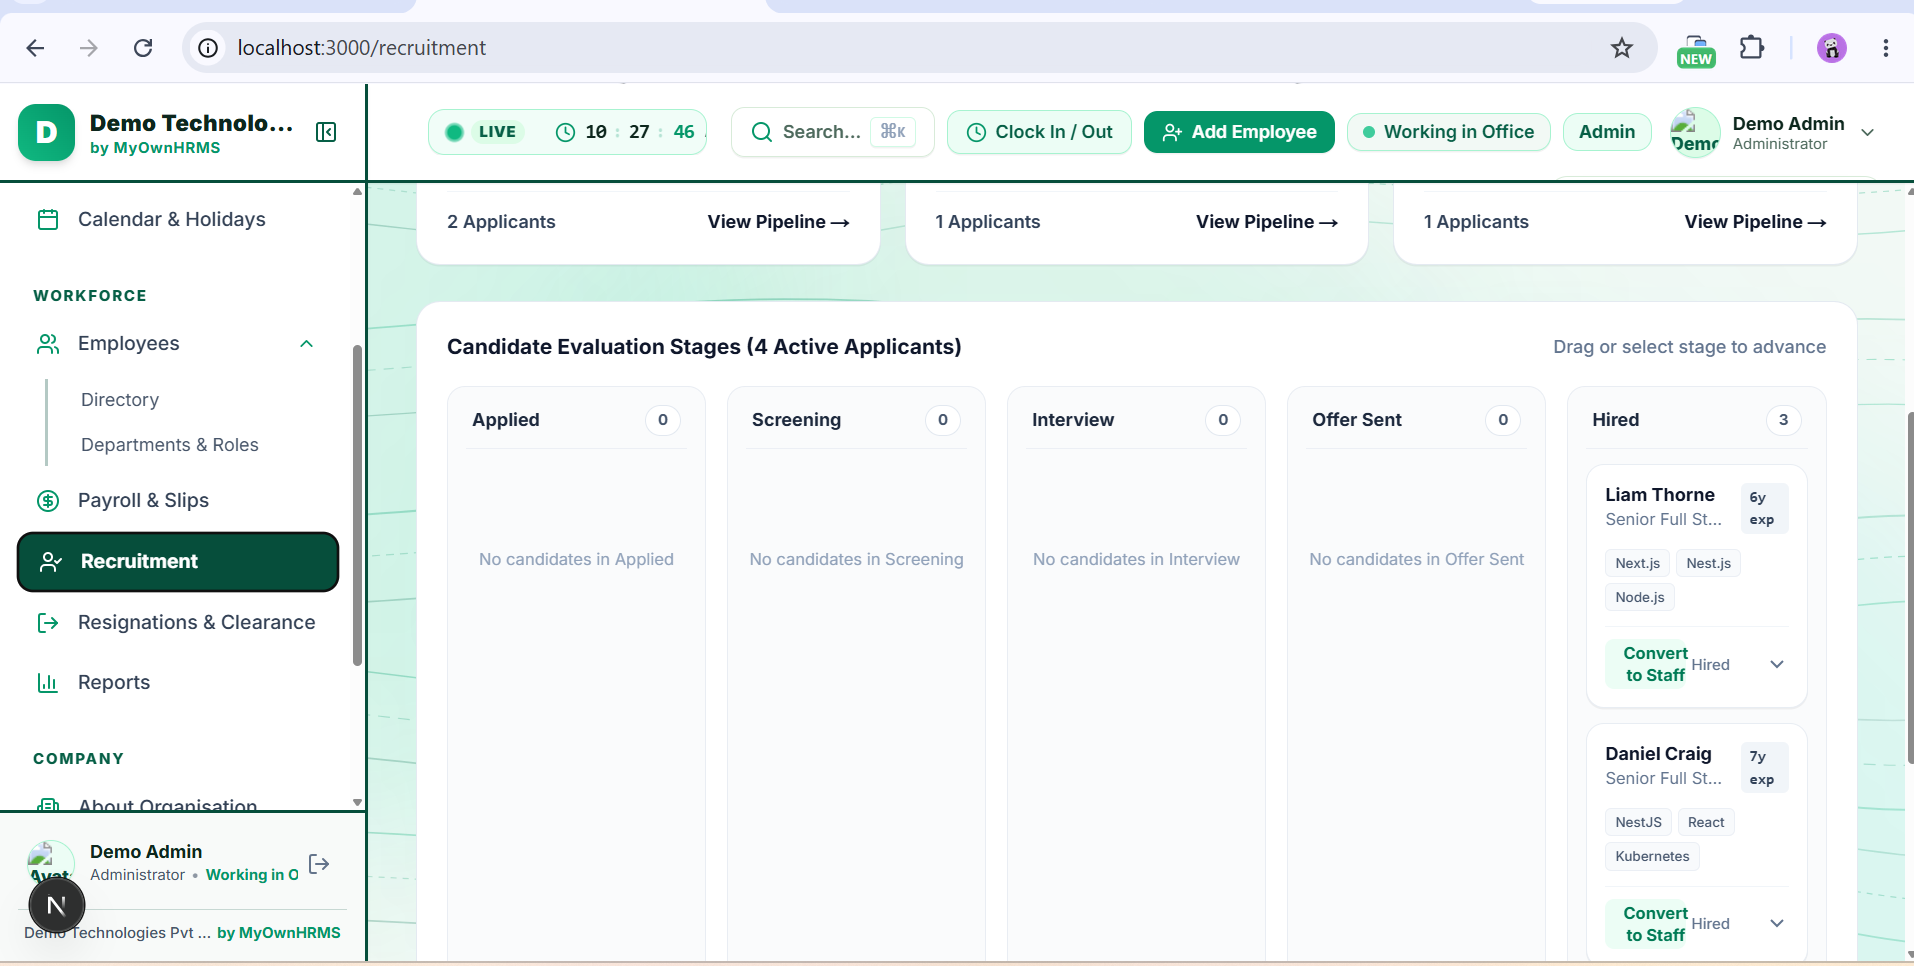 localhost:3000/recruitment
NEW
D
Demo Technolo...
by MyOwnHRMS
LIVE
10 : 27 : 46
Search...
⌘K
Clock In / Out
Add Employee
Working in Office
Admin
Demo
Demo Admin
Administrator
Calendar & Holidays
WORKFORCE
Employees
Directory
Departments & Roles
Payroll & Slips
Recruitment
Resignations & Clearance
Reports
COMPANY
About Organisation
Demo Admin
Administrator • Working in O
N
Demo Technologies Pvt ... by MyOwnHRMS
2 Applicants
View Pipeline →
1 Applicants
View Pipeline →
1 Applicants
View Pipeline →
Candidate Evaluation Stages (4 Active Applicants)
Drag or select stage to advance
Applied
0
No candidates in Applied
Screening
0
No candidates in Screening
Interview
0
No candidates in Interview
Offer Sent
0
No candidates in Offer Sent
Hired
3
Liam Thorne
Senior Full St...
6y
exp
Next.js
Nest.js
Node.js
Convert
to Staff
Hired
Daniel Craig
Senior Full St...
7y
exp
NestJS
React
Kubernetes
Convert
to Staff
Hired